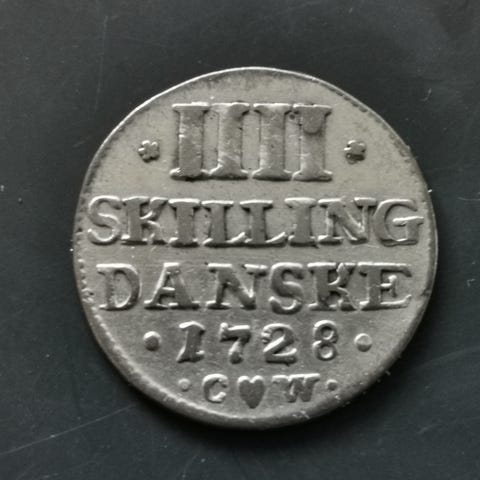 IIII
SKILLING
DANSKE
·1728·
·C♥W·